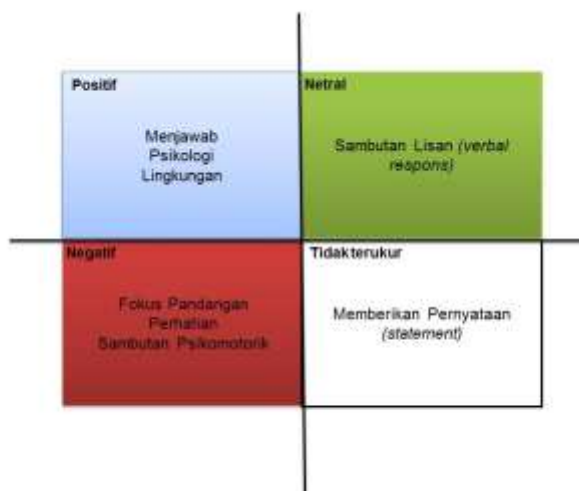 Positif
Menjawab
Psikologi
Lingkungan
Netral
Sambutan Lisan (verbal
respons)
Negatif
Fokus Pandangan
Perhatian
Sambutan Psikomotorik
Tidakterukur
Memberikan Pernyataan
(statement)